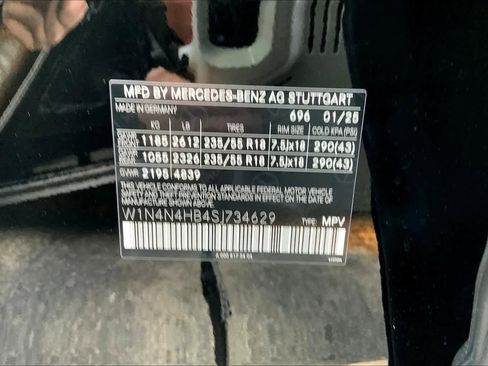 MFD BY MERCEDES-BENZ AG STUTTGART
MADE IN GERMANY 696 01/25
KG LB TIRES RIM SIZE COLD KPA(PSI)
1185 2612 235/55 R18 7.5Jx18 290(43)
1055 2326 235/55 R18 7.5Jx18 290(43)
GVWR 2195 4839
THIS VEHICLE CONFORMS TO ALL APPLICABLE FEDERAL MOTOR VEHICLE
SAFETY AND THEFT PREVENTION STANDARDS IN EFFECT ON THE DATE
OF MANUFACTURE SHOWN ABOVE.
W1N4N4HB4SJ734629 TYPE: MPV